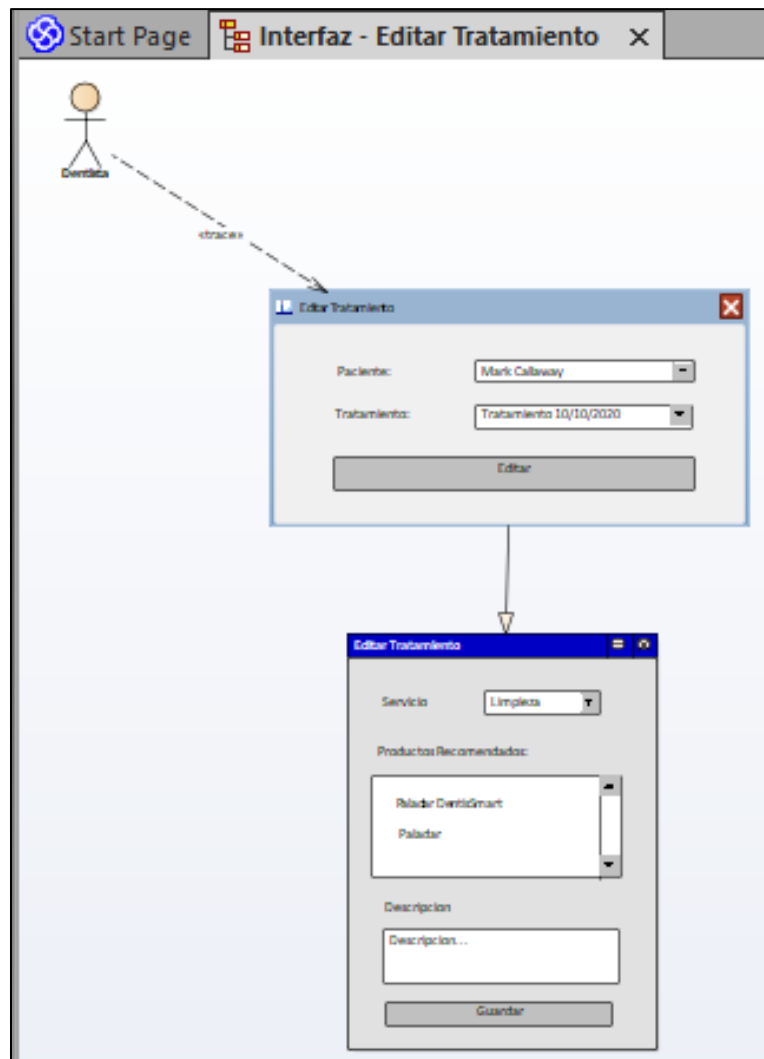 Start Page
Interfaz - Editar Tratamiento
Dentista
«trace»
Editar Tratamiento
Paciente:
Mark Callaway
Tratamiento:
Tratamiento 10/10/2020
Editar
Editar Tratamiento
Servicio
Limpieza
Productos Recomendados:
Paladar DentisSmart
Paladar
Descripcion
Descripcion...
Guardar